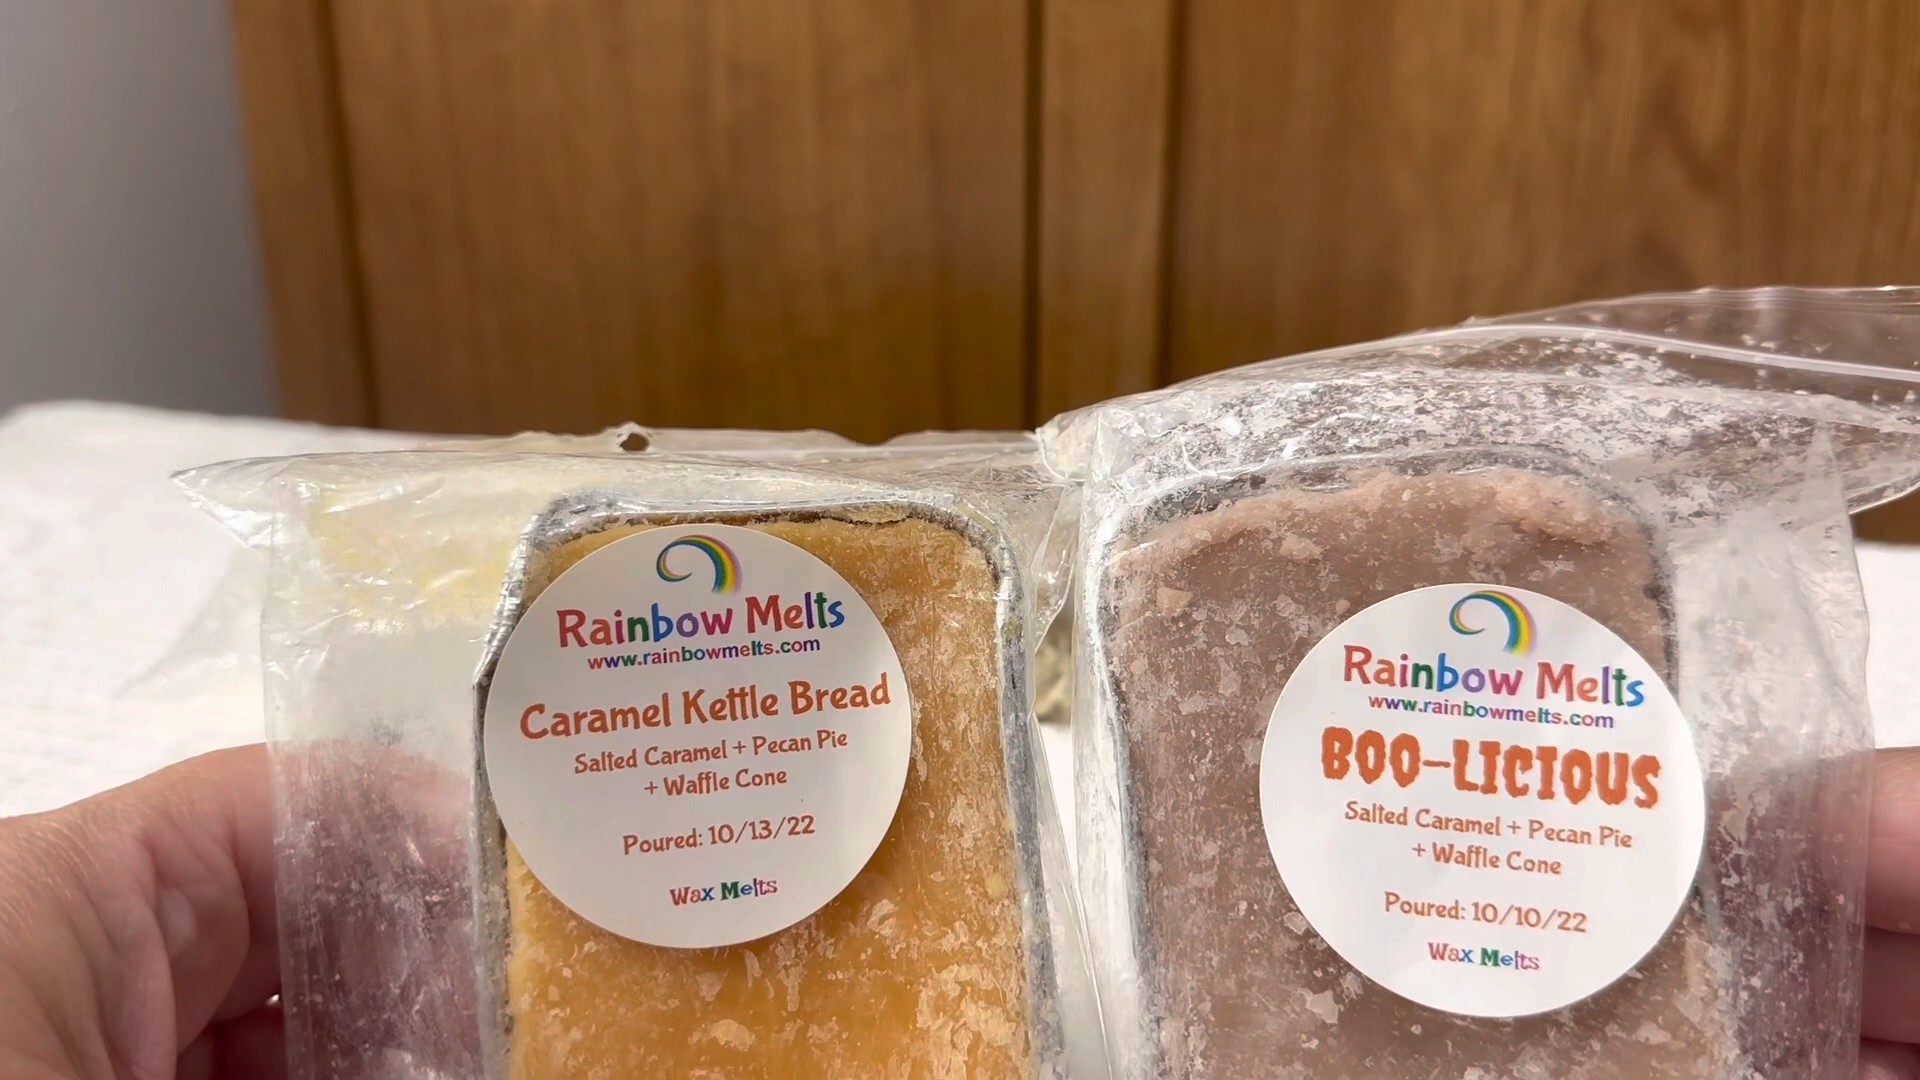 Rainbow Melts
www.rainbowmelts.com
Caramel Kettle Bread
Salted Caramel + Pecan Pie
+ Waffle Cone
Poured: 10/13/22
Wax Melts
Rainbow Melts
www.rainbowmelts.com
BOO-LICIOUS
Salted Caramel + Pecan Pie
+ Waffle Cone
Poured: 10/10/22
Wax Melts